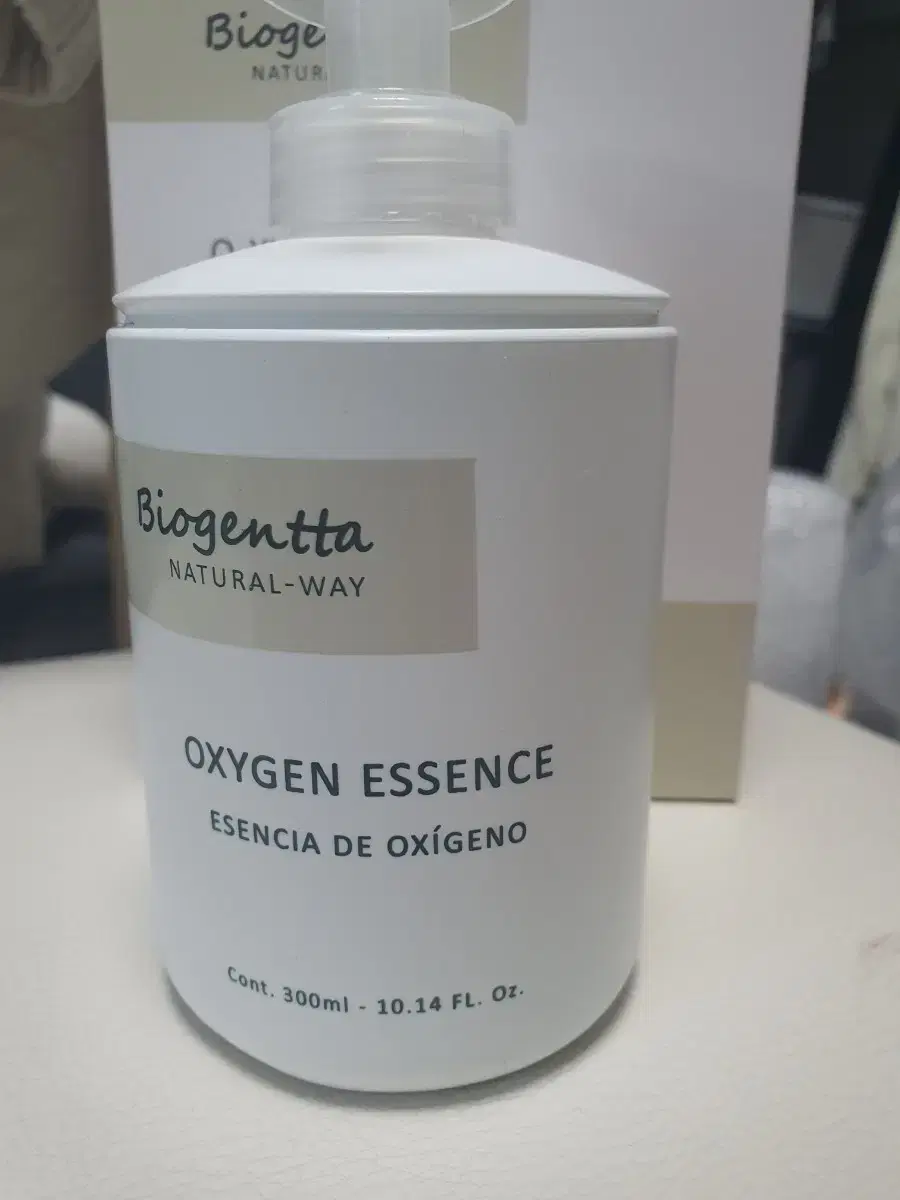 Biogentta
NATURAL-WAY
OXYGEN ESSENCE
ESENCIA DE OXÍGENO
Cont. 300ml - 10.14 FL. Oz.